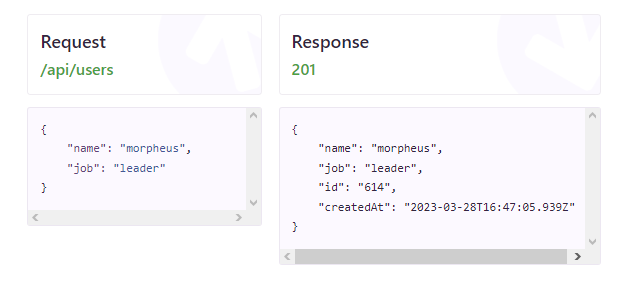 Request
/api/users
{
    "name": "morpheus",
    "job": "leader"
}
Response
201
{
    "name": "morpheus",
    "job": "leader",
    "id": "614",
    "createdAt": "2023-03-28T16:47:05.939Z"
}